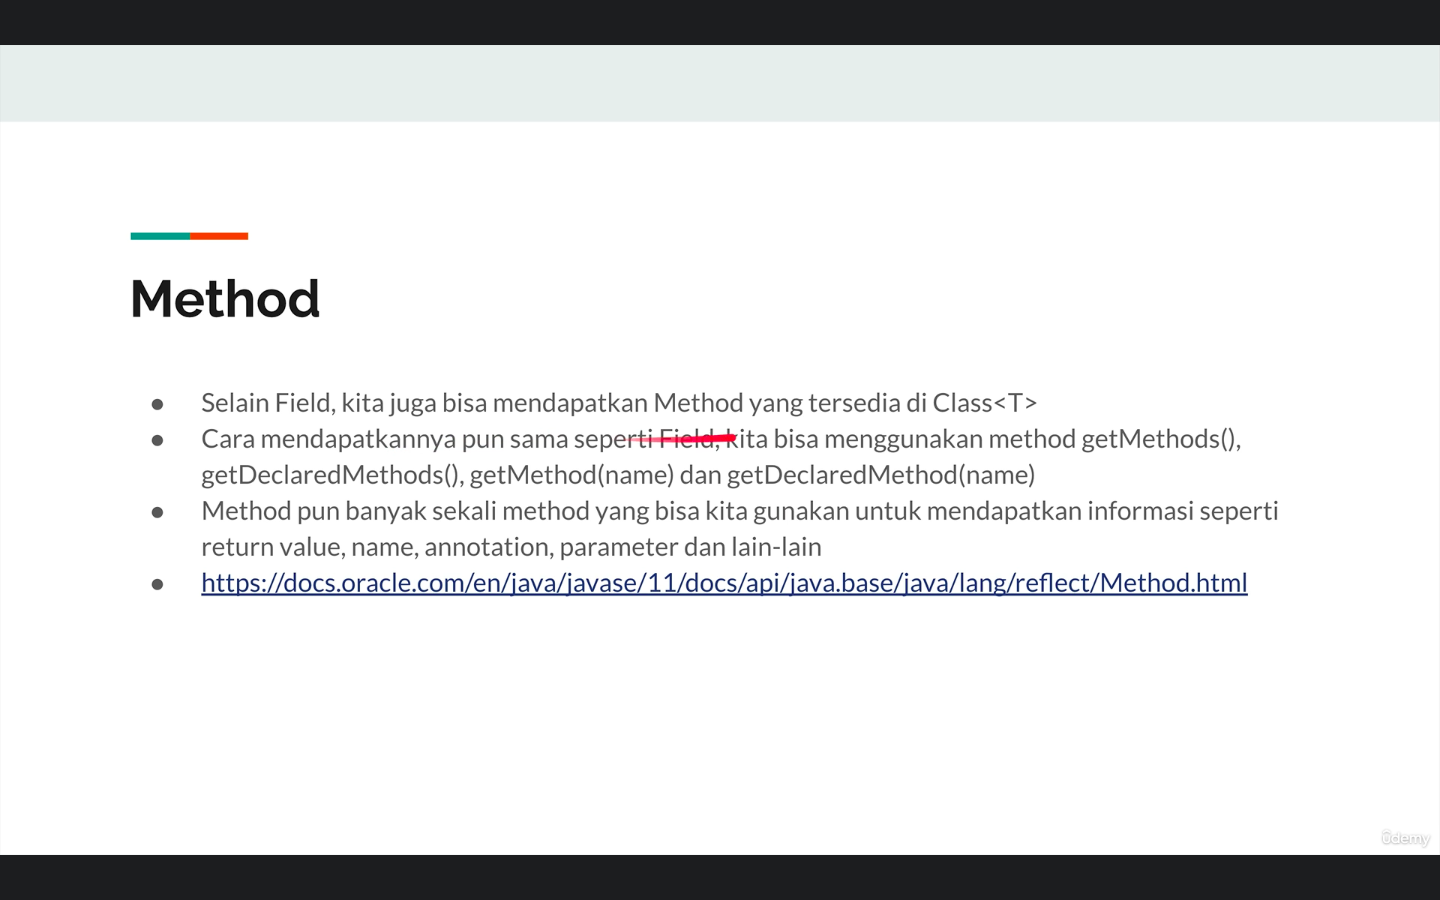 Method
● Selain Field, kita juga bisa mendapatkan Method yang tersedia di Class<T>
● Cara mendapatkannya pun sama seperti Field, kita bisa menggunakan method getMethods(),
getDeclaredMethods(), getMethod(name) dan getDeclaredMethod(name)
● Method pun banyak sekali method yang bisa kita gunakan untuk mendapatkan informasi seperti
return value, name, annotation, parameter dan lain-lain
● https://docs.oracle.com/en/java/javase/11/docs/api/java.base/java/lang/reflect/Method.html
ûdemy